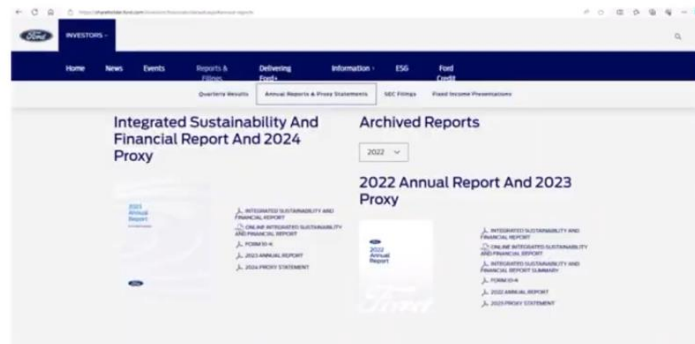 Ford
INVESTORS
Home News Events Reports & Filings Delivering Ford+ Information ESG Ford Credit
Quarterly Results Annual Reports & Proxy Statements SEC Filings Fixed Income Presentations
Integrated Sustainability And
Financial Report And 2024
Proxy
2023
Annual
Report
INTEGRATED SUSTAINABILITY AND
FINANCIAL REPORT
ONLINE INTEGRATED SUSTAINABILITY
AND FINANCIAL REPORT
FORM 10-K
2023 ANNUAL REPORT
2024 PROXY STATEMENT
Archived Reports
2022
2022 Annual Report And 2023
Proxy
Ford
2022
Annual
Report
Ford
INTEGRATED SUSTAINABILITY AND
FINANCIAL REPORT
ONLINE INTEGRATED SUSTAINABILITY
AND FINANCIAL REPORT
INTEGRATED SUSTAINABILITY AND
FINANCIAL REPORT SUMMARY
FORM 10-K
2022 ANNUAL REPORT
2023 PROXY STATEMENT